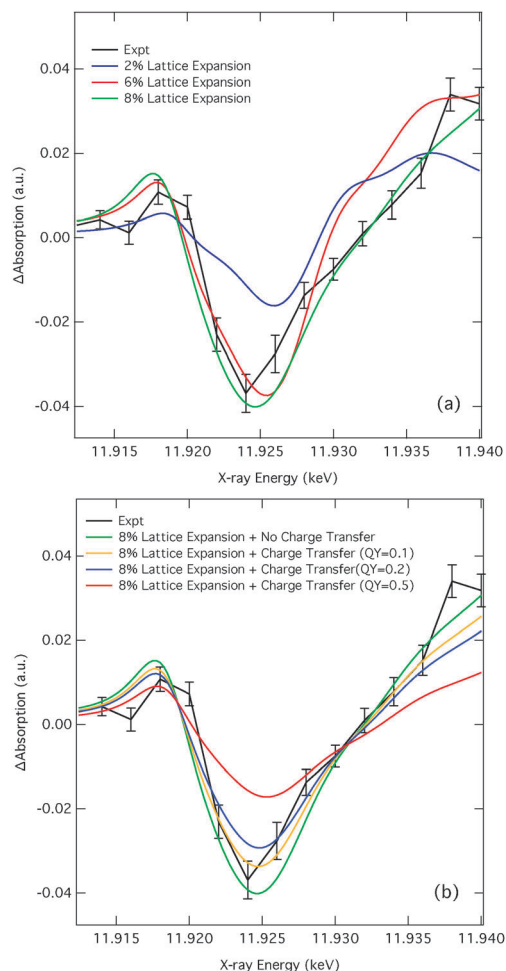 0.04
0.02
0.00
-0.02
-0.04
ΔAbsorption (a.u.)
Expt
2% Lattice Expansion
6% Lattice Expansion
8% Lattice Expansion
(a)
11.915 11.920 11.925 11.930 11.935 11.940
X-ray Energy (keV)
Expt
8% Lattice Expansion + No Charge Transfer
8% Lattice Expansion + Charge Transfer (QY=0.1)
8% Lattice Expansion + Charge Transfer(QY=0.2)
8% Lattice Expansion + Charge Transfer (QY=0.5)
0.04
0.02
0.00
-0.02
-0.04
ΔAbsorption (a.u.)
(b)
11.915 11.920 11.925 11.930 11.935 11.940
X-ray Energy (keV)